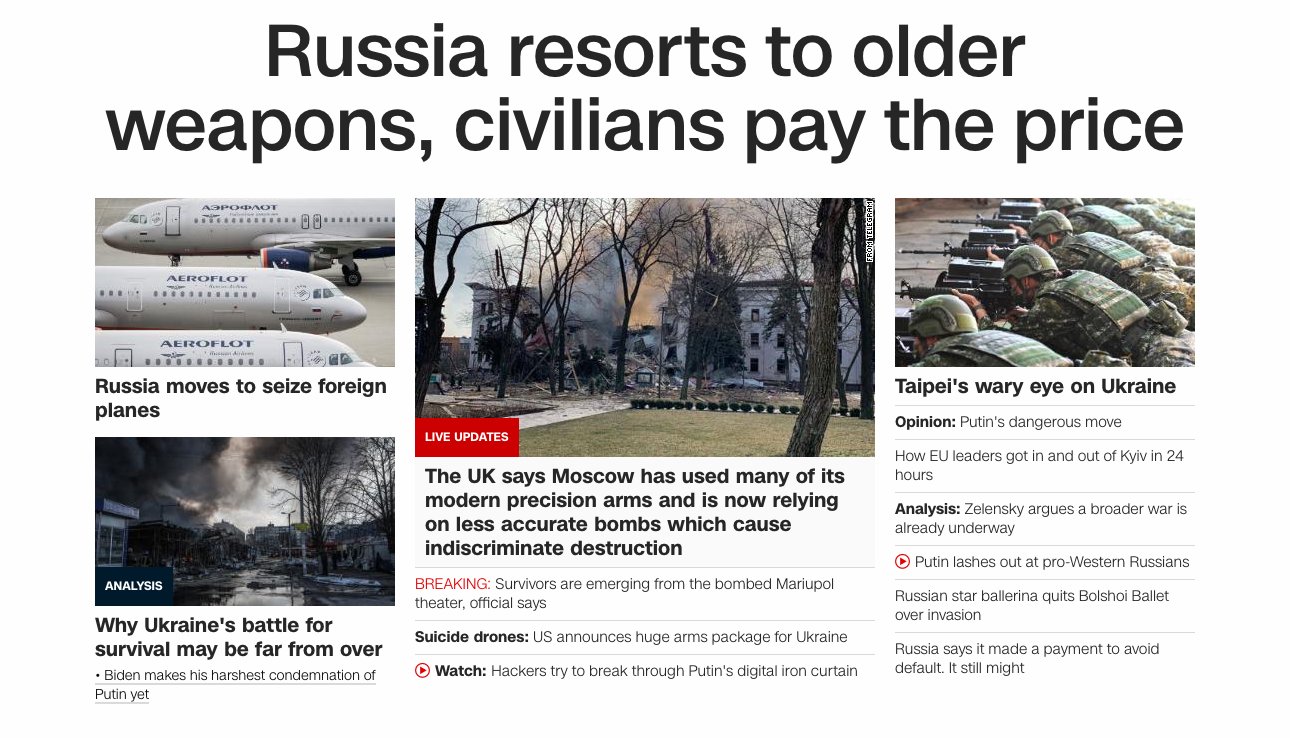 Russia resorts to older
weapons, civilians pay the price
АЭРОФЛОТ
AEROFLOT
Russian Airlines
AEROFLOT
Russian Airlines
Russia moves to seize foreign
planes
ANALYSIS
Why Ukraine's battle for
survival may be far from over
• Biden makes his harshest condemnation of
Putin yet
FROM TELEGRAM
LIVE UPDATES
The UK says Moscow has used many of its
modern precision arms and is now relying
on less accurate bombs which cause
indiscriminate destruction
BREAKING: Survivors are emerging from the bombed Mariupol
theater, official says
Suicide drones: US announces huge arms package for Ukraine
Watch: Hackers try to break through Putin's digital iron curtain
Taipei's wary eye on Ukraine
Opinion: Putin's dangerous move
How EU leaders got in and out of Kyiv in 24
hours
Analysis: Zelensky argues a broader war is
already underway
Putin lashes out at pro-Western Russians
Russian star ballerina quits Bolshoi Ballet
over invasion
Russia says it made a payment to avoid
default. It still might